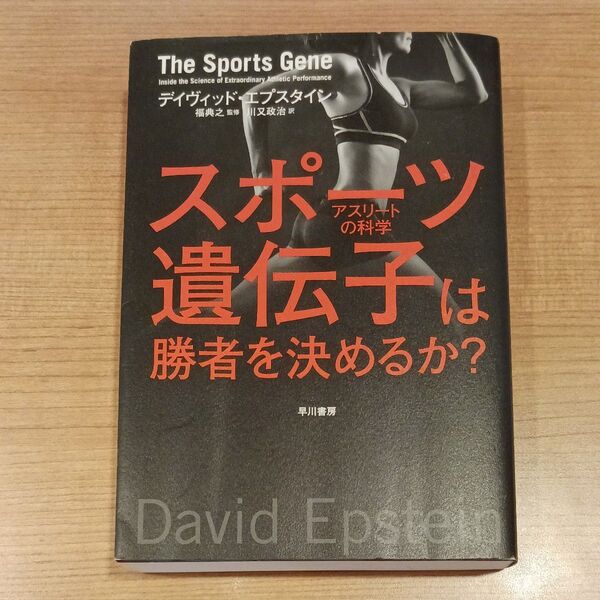 The Sports Gene
Inside the Science of Extraordinary Athletic Performance
デイヴィッド・エプスタイン
福典之 監修 川又政治 訳
スポーツ
アスリート
の科学
遺伝子は
勝者を決めるか?
早川書房
David Epstein